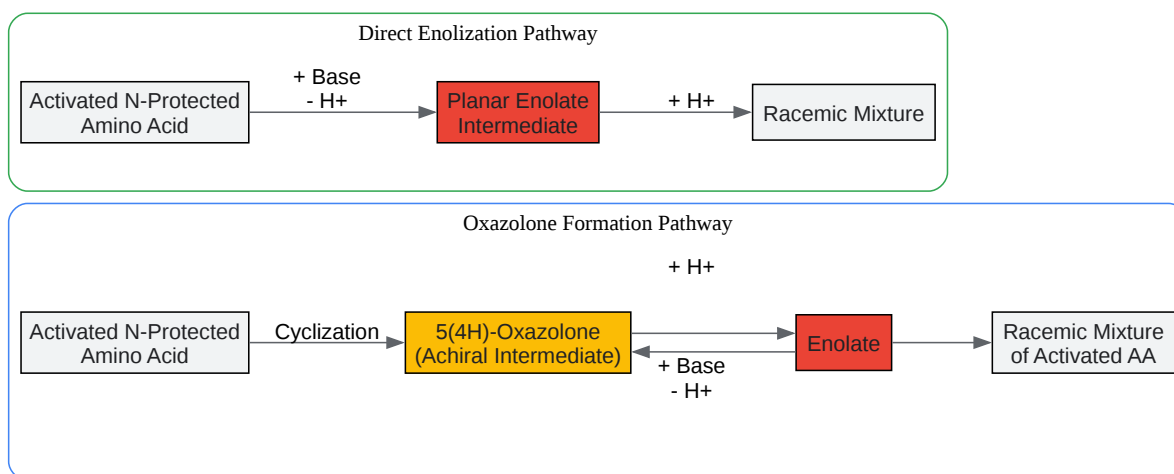 Direct Enolization Pathway
Activated N-Protected
Amino Acid
+ Base
- H+
Planar Enolate
Intermediate
+ H+
Racemic Mixture
Oxazolone Formation Pathway
Activated N-Protected
Amino Acid
Cyclization
5(4H)-Oxazolone
(Achiral Intermediate)
+ H+
+ Base
- H+
Enolate
Racemic Mixture
of Activated AA